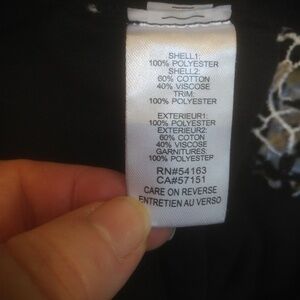 SHELL1:
100% POLYESTER
SHELL2:
60% COTTON
40% VISCOSE
TRIM:
100% POLYESTER
EXTERIEUR1:
100% POLYESTER
EXTERIEUR2:
60% COTON
40% VISCOSE
GARNITURES:
100% POLYESTER
RN#54163
CA#57151
CARE ON REVERSE
ENTRETIEN AU VERSO